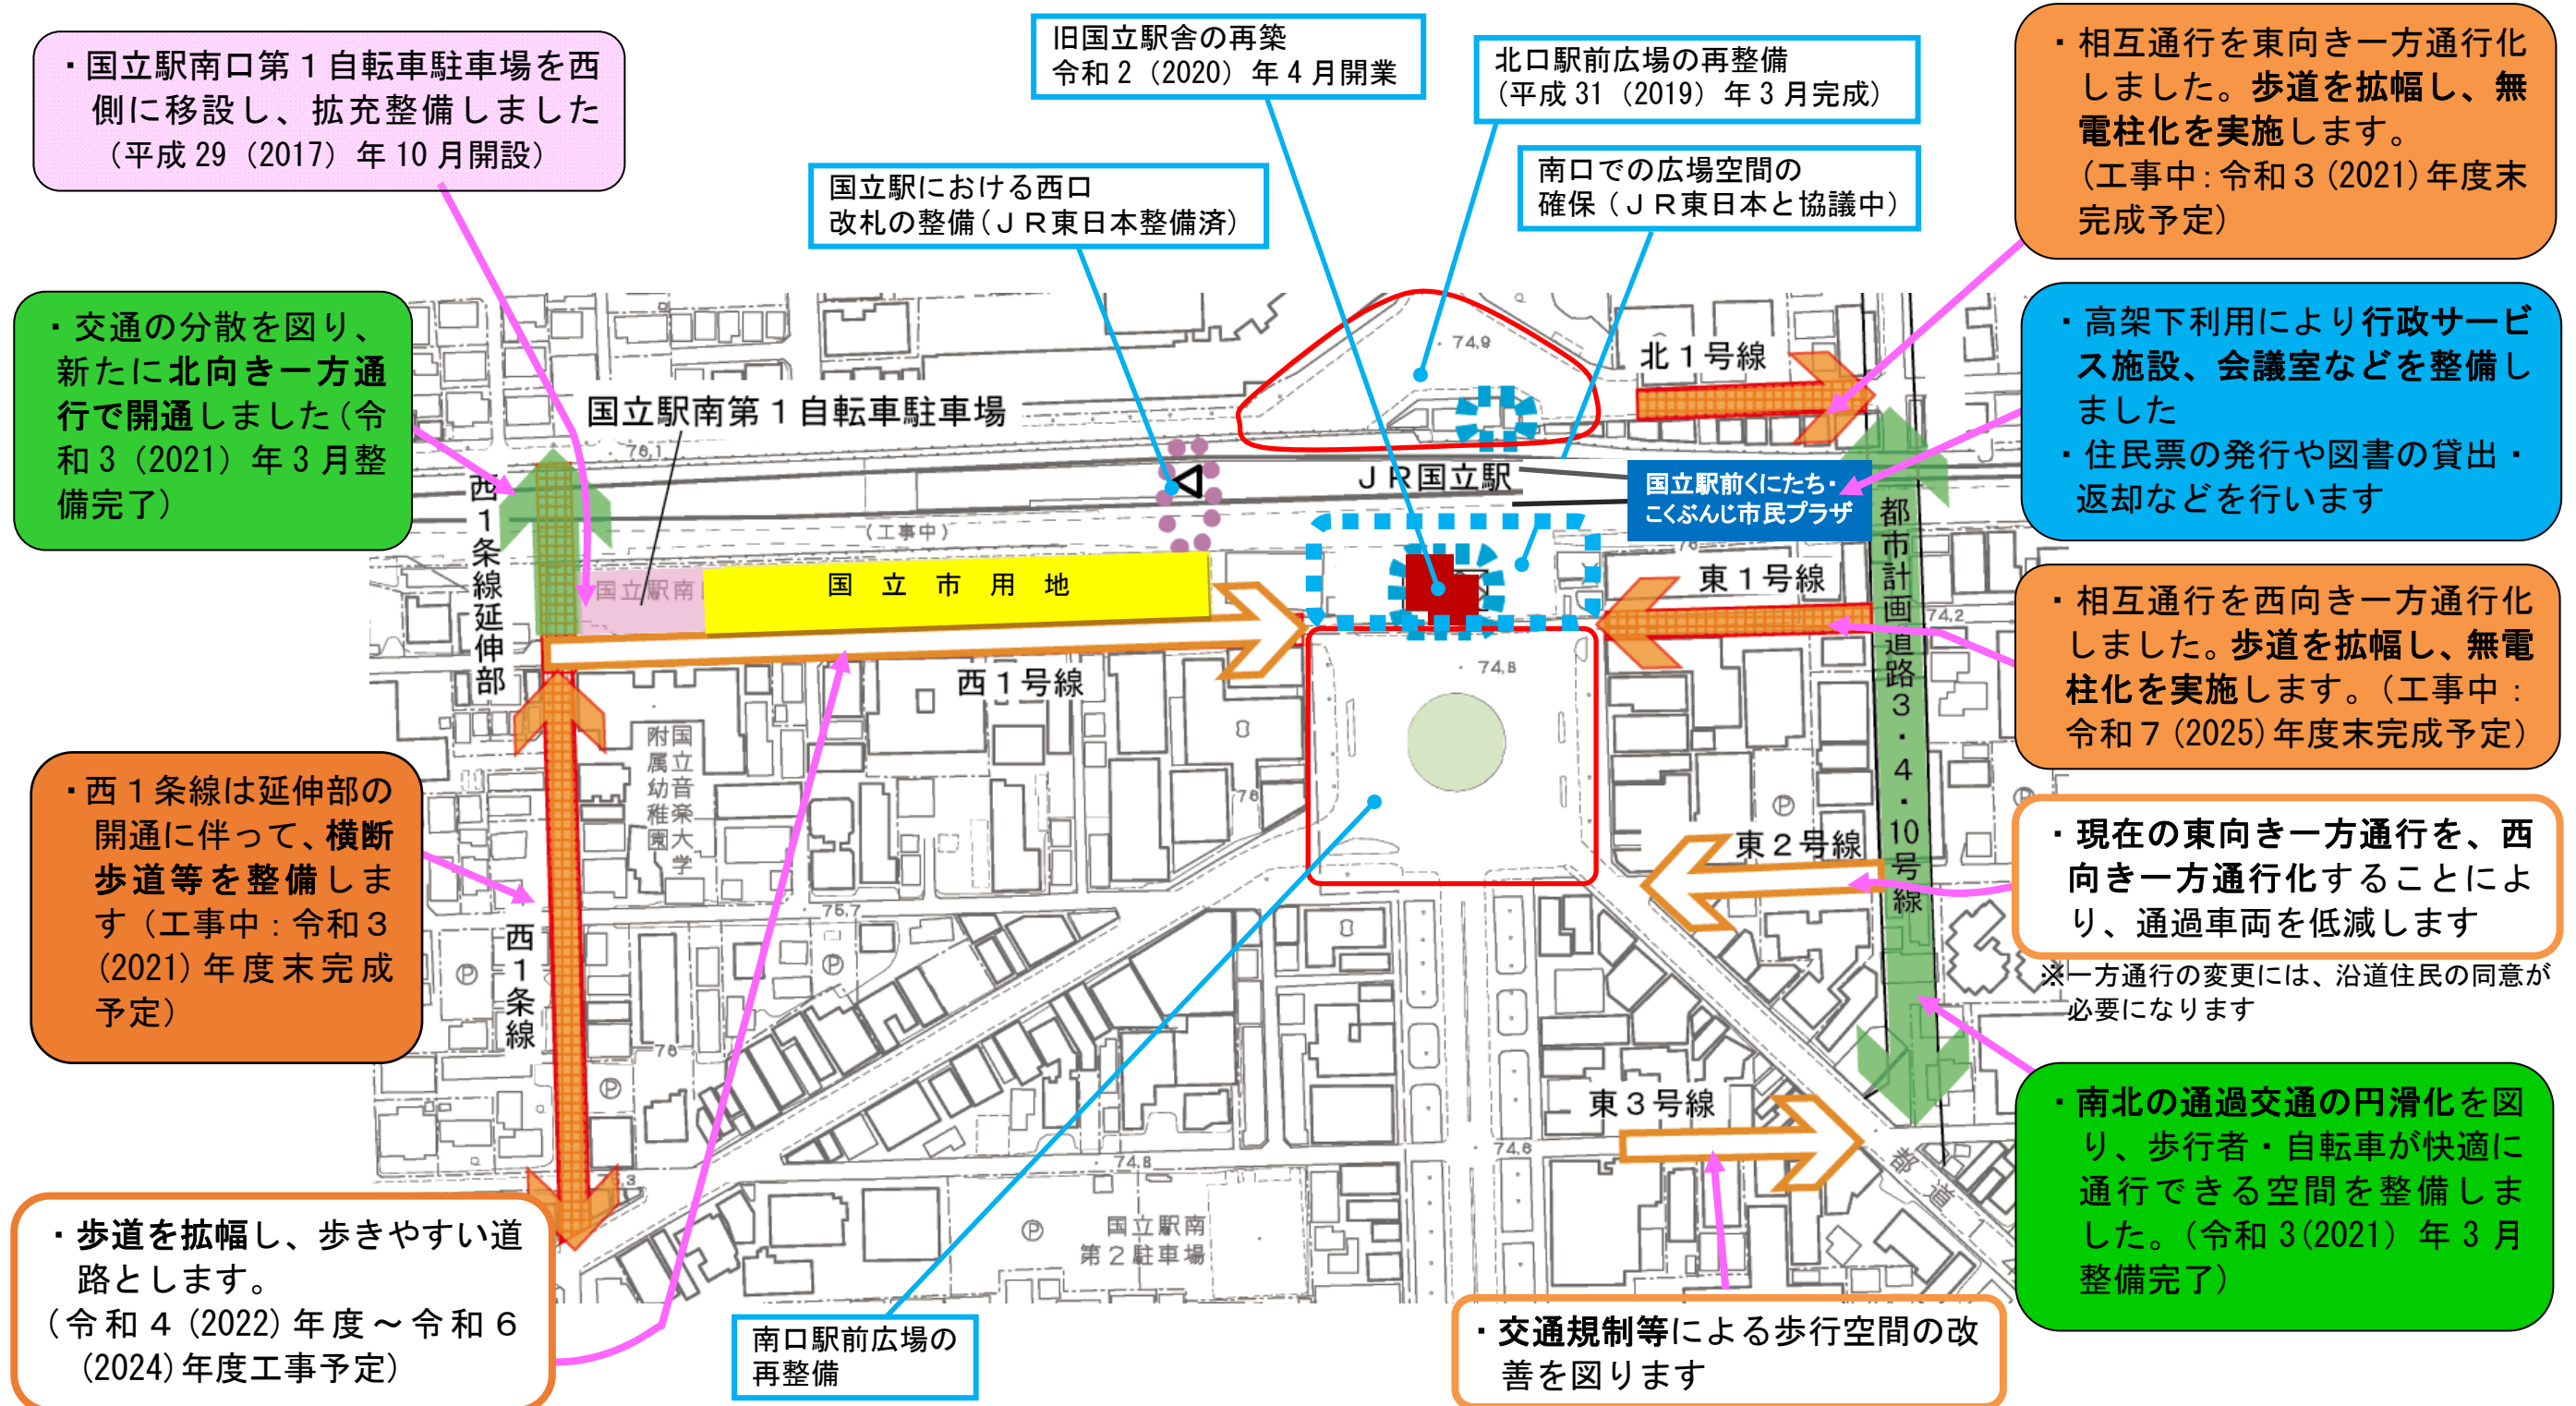 ・国立駅南口第1自転車駐車場を西
側に移設し、拡充整備しました
（平成29（2017）年10月開設）
旧国立駅舎の再築
令和2（2020）年4月開業
北口駅前広場の再整備
（平成31（2019）年3月完成）
国立駅における西口
改札の整備（ＪＲ東日本整備済）
南口での広場空間の
確保（ＪＲ東日本と協議中）
・相互通行を東向き一方通行化
しました。歩道を拡幅し、無
電柱化を実施します。
（工事中：令和３（2021）年度末
完成予定）
・交通の分散を図り、
新たに北向き一方通
行で開通しました（令
和3（2021）年3月整
備完了）
・高架下利用により行政サービ
ス施設、会議室などを整備し
ました
・住民票の発行や図書の貸出・
返却などを行います
74.9
北１号線
国立駅南第１自転車駐車場
76.1
ＪＲ国立駅
国立駅前くにたち・
こくぶんじ市民プラザ
（工事中）
西１条線延伸部
国立駅南
国立市用地
東１号線
都市計画道路３・４・10号線
74.2
・相互通行を西向き一方通行化
しました。歩道を拡幅し、無電
柱化を実施します。（工事中：
令和７（2025）年度末完成予定）
西１号線
74.8
国立音楽大学
附属幼稚園
76
・西１条線は延伸部の
開通に伴って、横断
歩道等を整備しま
す（工事中：令和３
（2021）年度末完成
予定）
東２号線
・現在の東向き一方通行を、西
向き一方通行化することによ
り、通過車両を低減します
※一方通行の変更には、沿道住民の同意が
必要になります
75.7
西１条線
76
東３号線
74.8
74.6
都道
・南北の通過交通の円滑化を図
り、歩行者・自転車が快適に
通行できる空間を整備しま
した。（令和3（2021）年3月
整備完了）
・歩道を拡幅し、歩きやすい道
路とします。
（令和４（2022）年度～令和６
（2024）年度工事予定）
国立駅南
第２駐車場
南口駅前広場の
再整備
・交通規制等による歩行空間の改
善を図ります